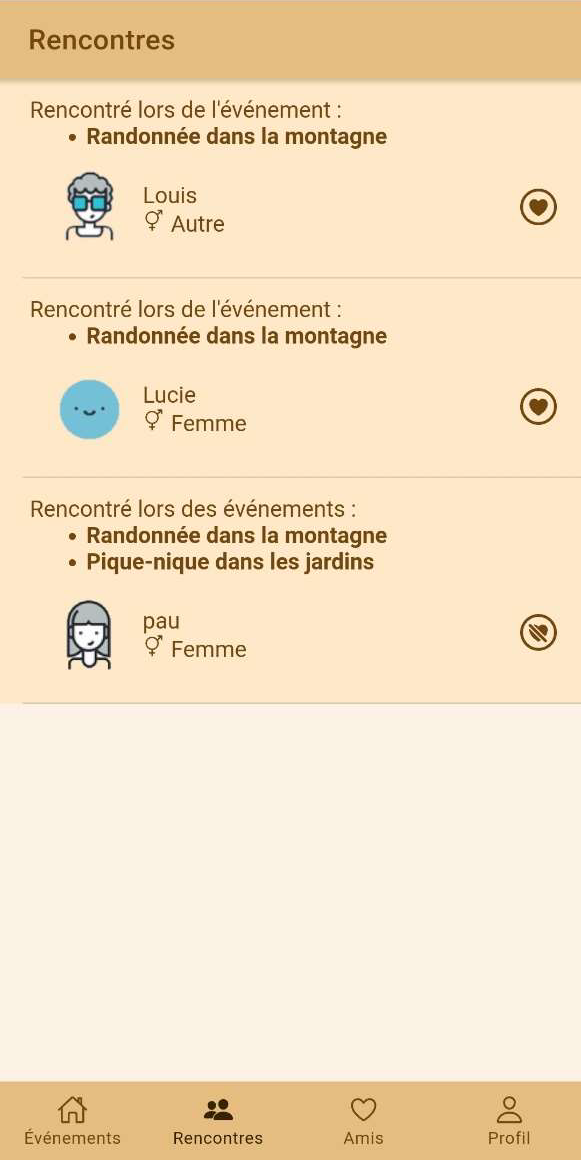 Rencontres
Rencontré lors de l'événement :
• Randonnée dans la montagne
Louis
⚥ Autre
Rencontré lors de l'événement :
• Randonnée dans la montagne
Lucie
⚥ Femme
Rencontré lors des événements :
• Randonnée dans la montagne
• Pique-nique dans les jardins
pau
⚥ Femme
Événements Rencontres Amis Profil